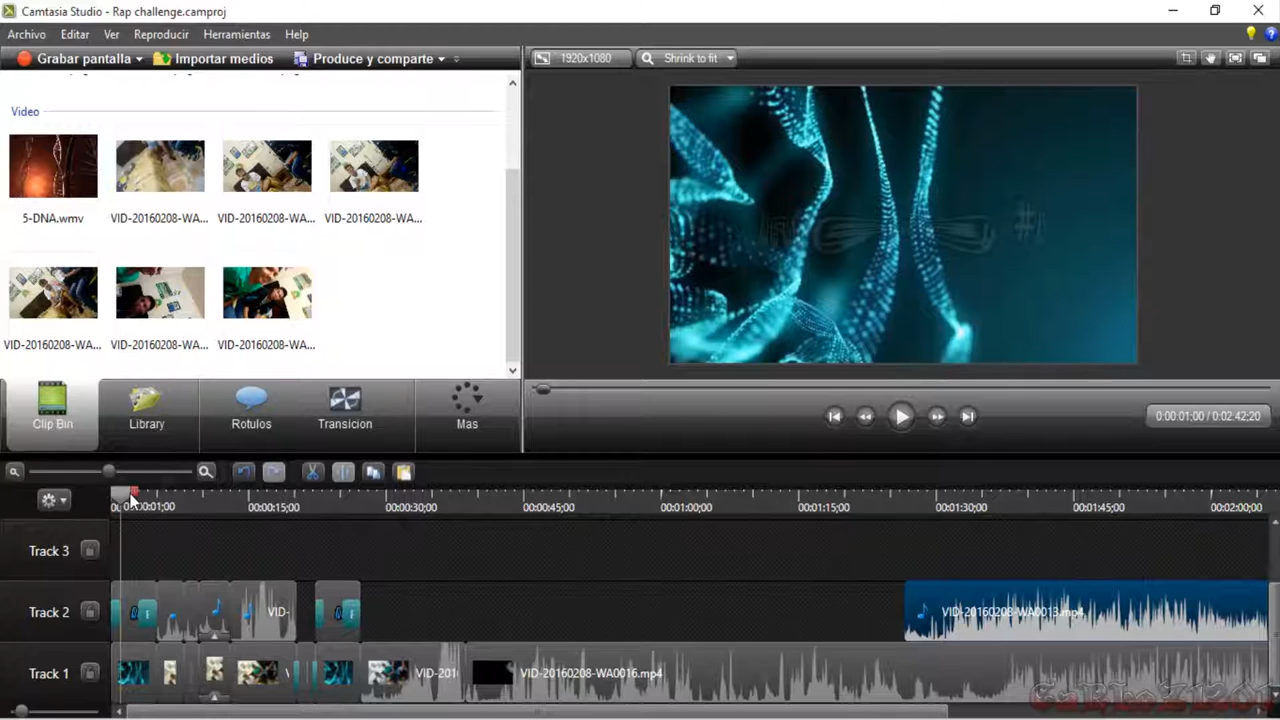 Camtasia Studio - Rap challenge.camproj
Archivo Editar Ver Reproducir Herramientas Help
Grabar pantalla Importar medios Produce y comparte 1920x1080 Shrink to fit
Video
5-DNA.wmv VID-20160208-WA... VID-20160208-WA... VID-20160208-WA...
VID-20160208-WA... VID-20160208-WA... VID-20160208-WA...
Clip Bin Library Rotulos Transicion Mas
0:00:01;00 / 0:02:42;20
00:00:15;00 00:00:30;00 00:00:45;00 00:01:00;00 00:01:15;00 00:01:30;00 00:01:45;00 00:02:00;00
Track 3
Track 2 VID- VID-20160208-WA0013.mp4
Track 1 VID-201 VID-20160208-WA0016.mp4